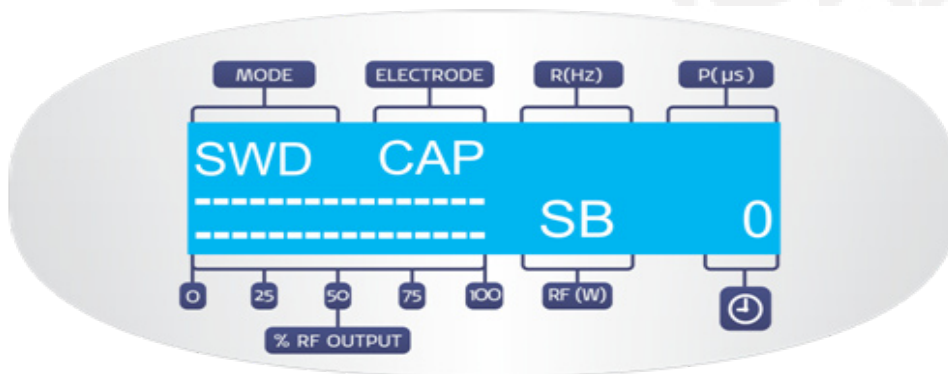 MODE ELECTRODE R(Hz) P(µs)
SWD CAP
SB 0
0 25 50 75 100 RF (W)
% RF OUTPUT